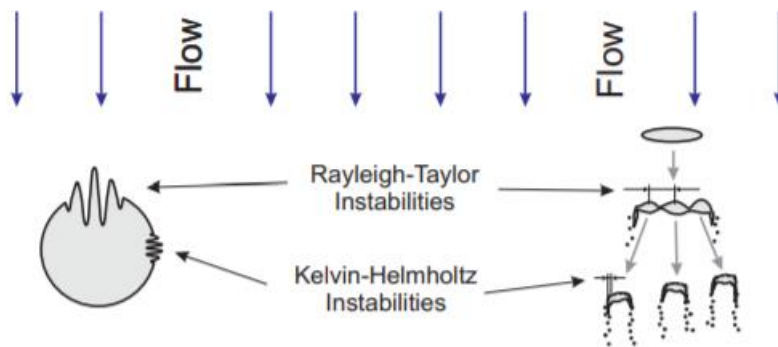 Flow
Flow
Rayleigh-Taylor
Instabilities
Kelvin-Helmholtz
Instabilities